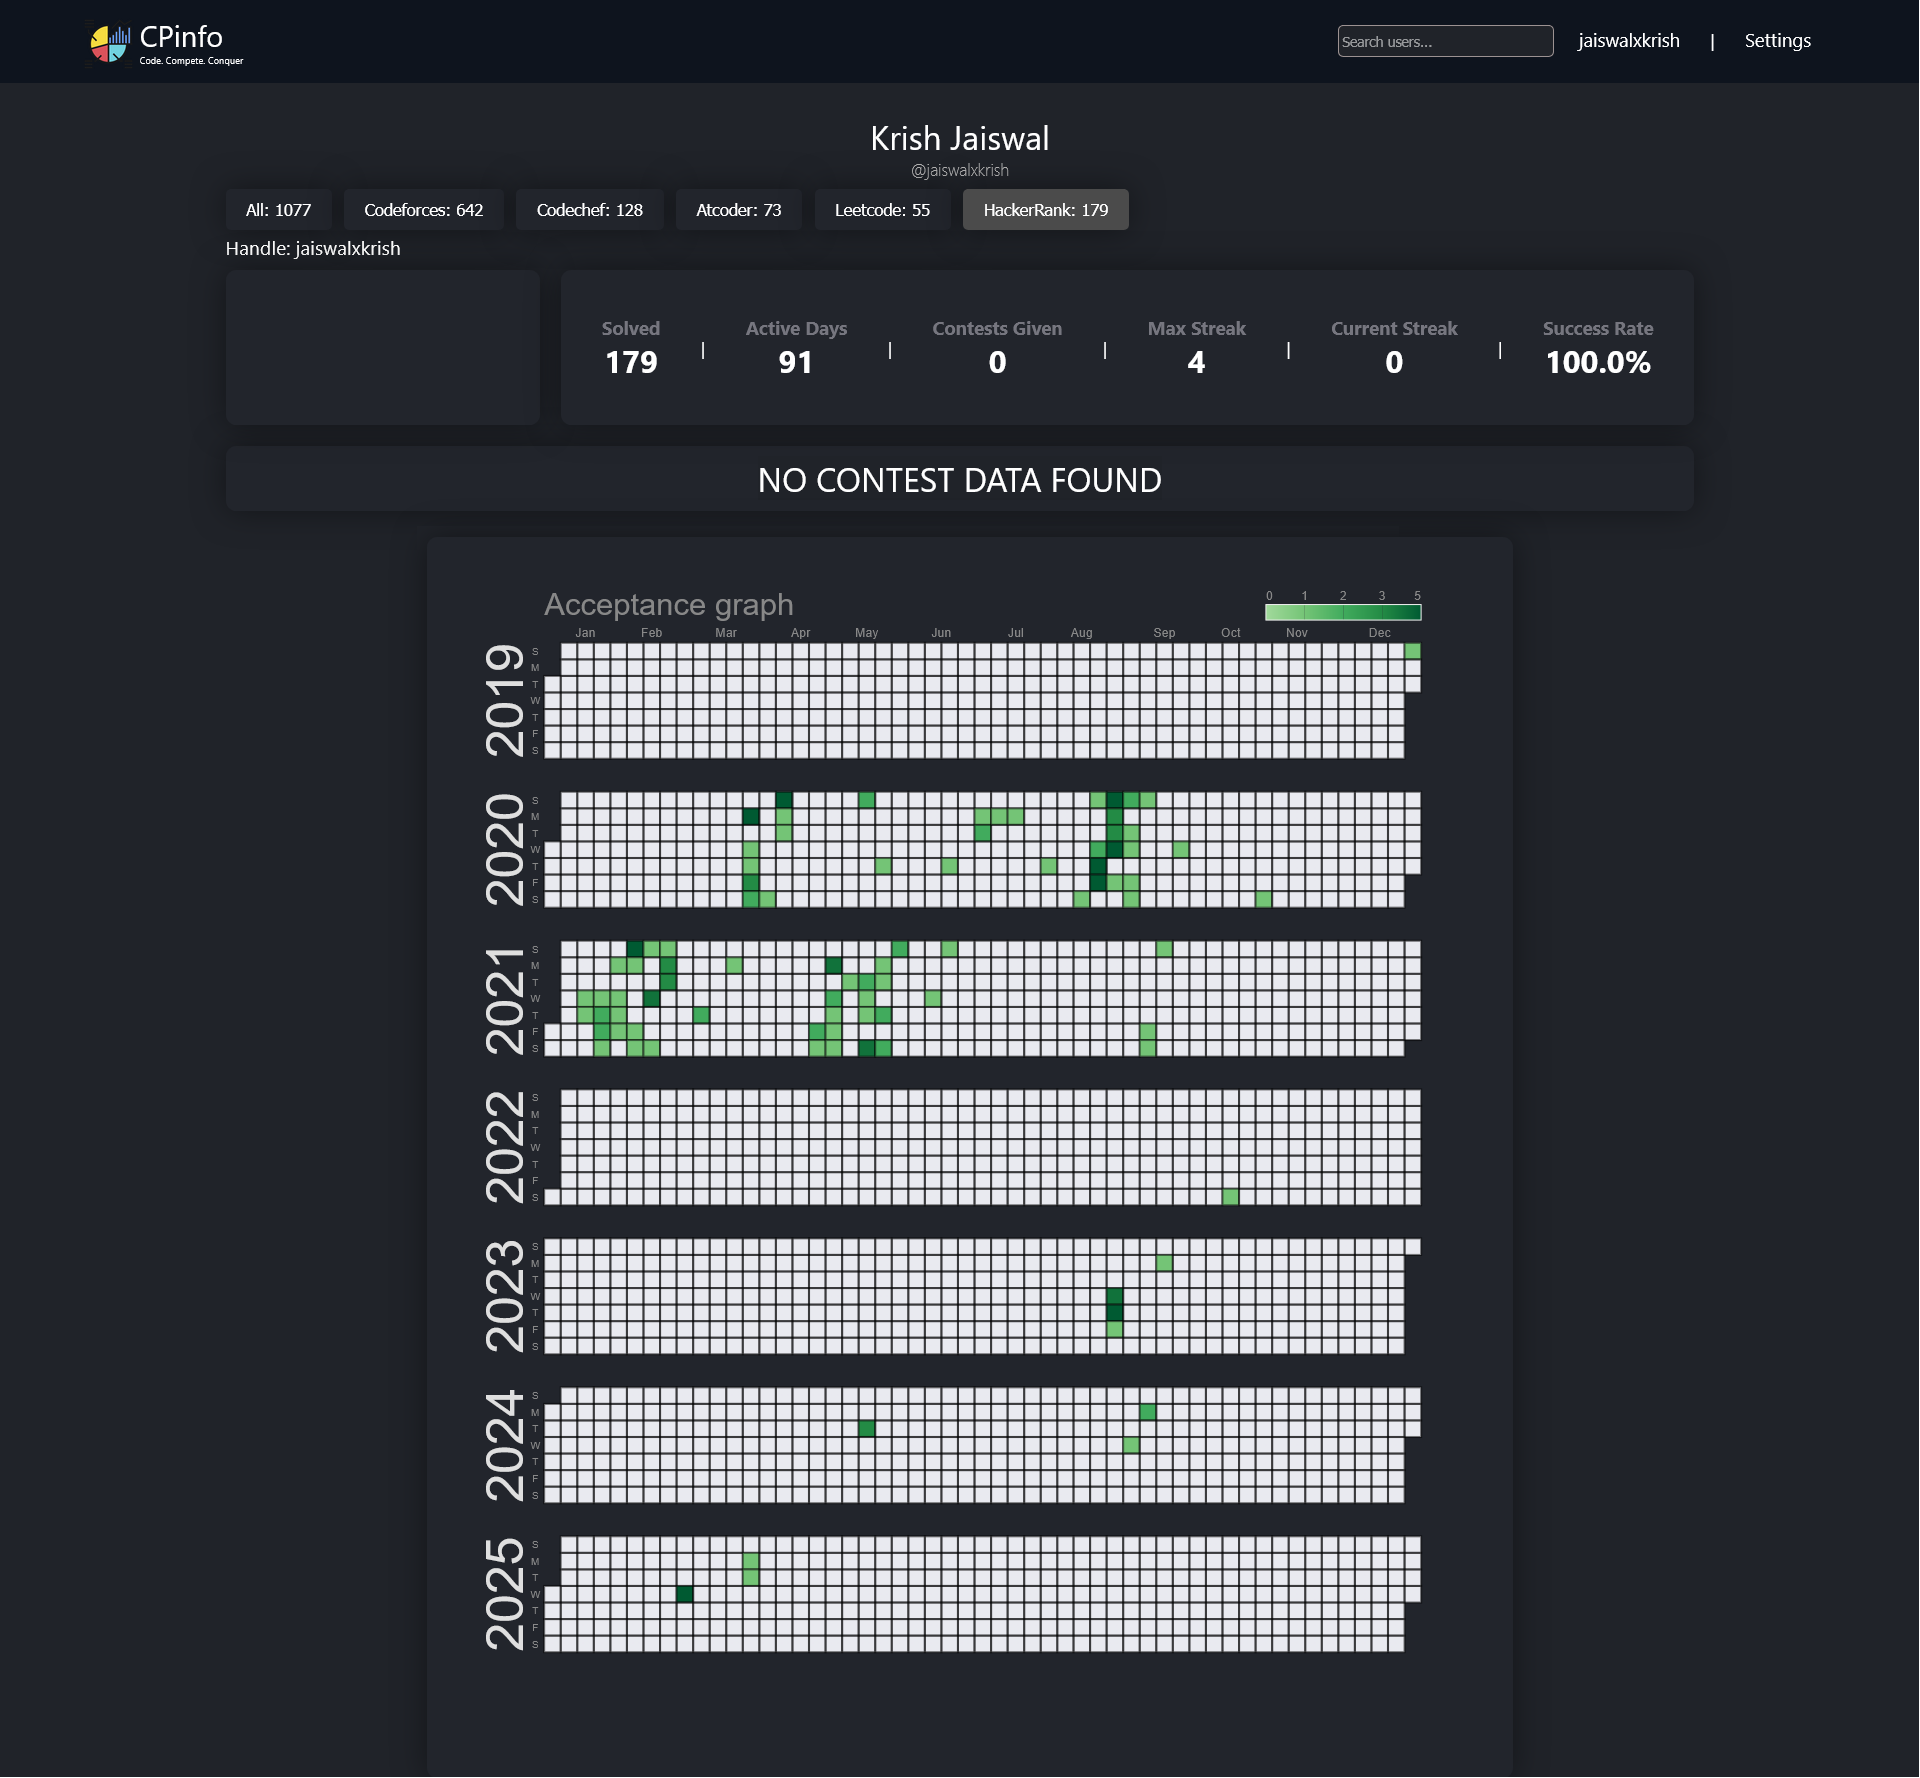 CPinfo
Code. Compete. Conquer
Search users...
jaiswalxkrish | Settings
Krish Jaiswal
@jaiswalxkrish
All: 1077
Codeforces: 642
Codechef: 128
Atcoder: 73
Leetcode: 55
HackerRank: 179
Handle: jaiswalxkrish
Solved | Active Days | Contests Given | Max Streak | Current Streak | Success Rate
179 91 0 4 0 100.0%
NO CONTEST DATA FOUND
Acceptance graph
0 1 2 3 5
Jan Feb Mar Apr May Jun Jul Aug Sep Oct Nov Dec
2019
S
M
T
W
T
F
S
2020
S
M
T
W
T
F
S
2021
S
M
T
W
T
F
S
2022
S
M
T
W
T
F
S
2023
S
M
T
W
T
F
S
2024
S
M
T
W
T
F
S
2025
S
M
T
W
T
F
S